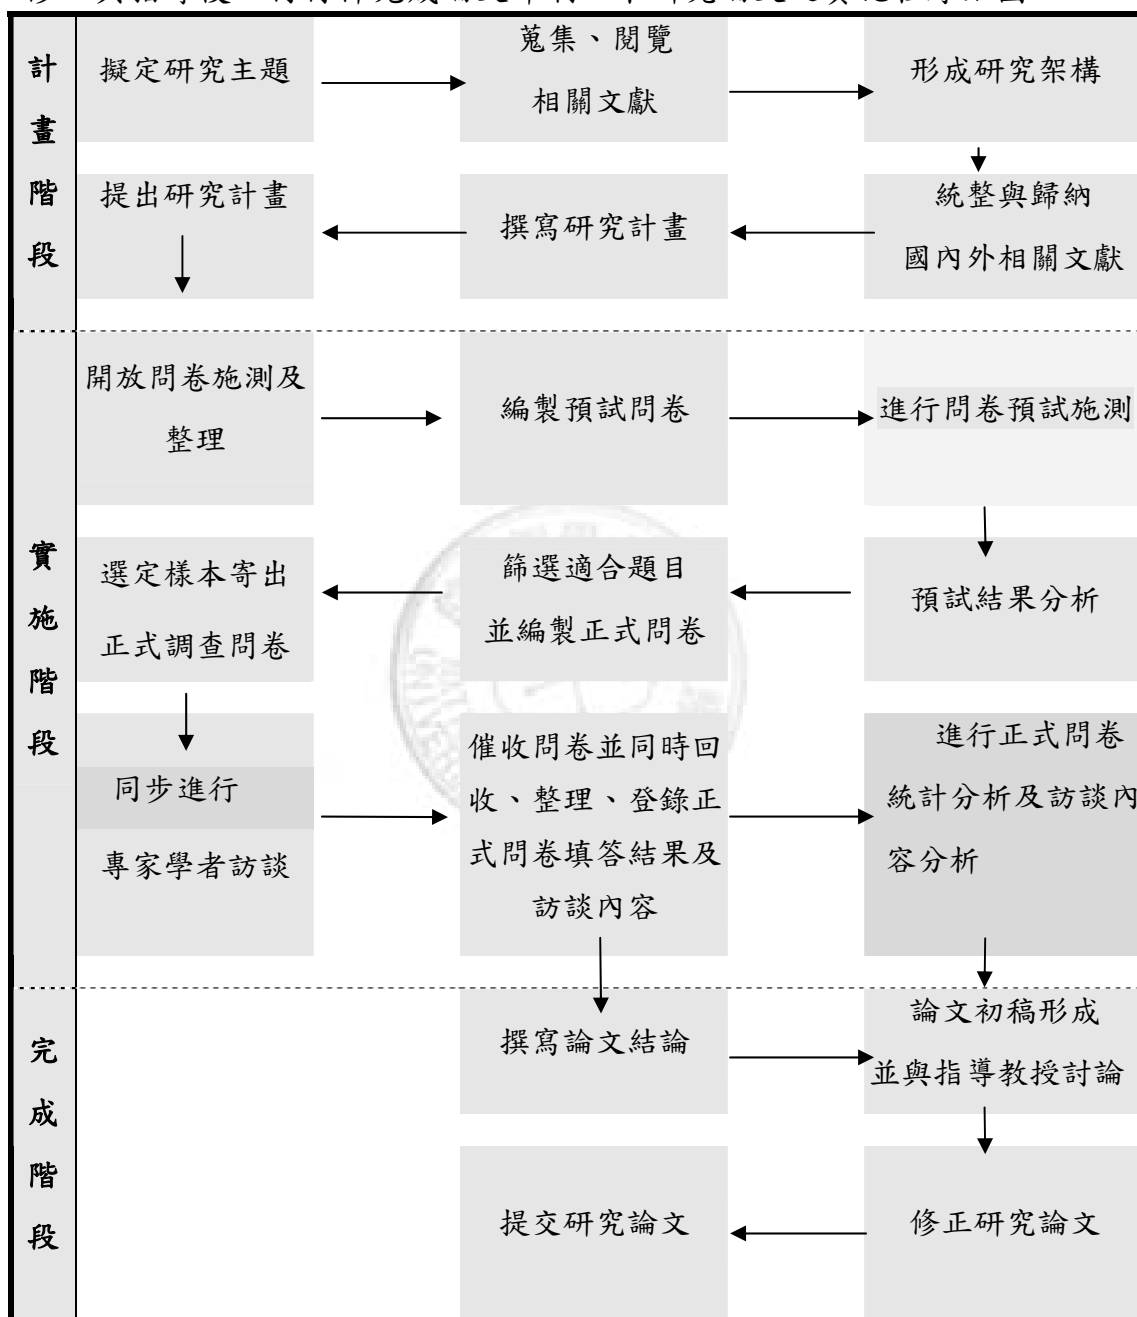 計畫階段
擬定研究主題
蒐集、閱覽
相關文獻
形成研究架構
提出研究計畫
撰寫研究計畫
統整與歸納
國內外相關文獻
實施階段
開放問卷施測及
整理
編製預試問卷
進行問卷預試施測
選定樣本寄出
正式調查問卷
篩選適合題目
並編製正式問卷
預試結果分析
同步進行
專家學者訪談
催收問卷並同時回
收、整理、登錄正
式問卷填答結果及
訪談內容
進行正式問卷
統計分析及訪談內
容分析
完成階段
撰寫論文結論
論文初稿形成
並與指導教授討論
提交研究論文
修正研究論文